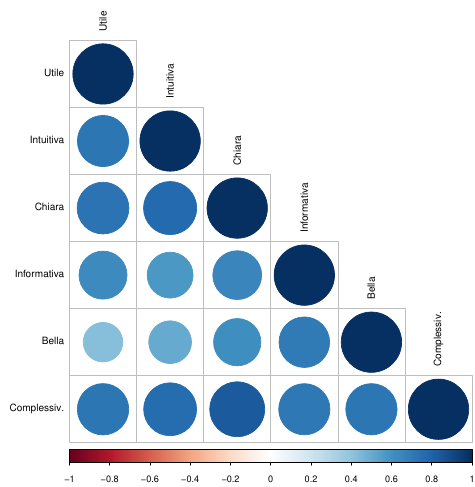 Utile
Intuitiva
Chiara
Informativa
Bella
Complessiv.
Utile
Intuitiva
Chiara
Informativa
Bella
Complessiv.
−1 −0.8 −0.6 −0.4 −0.2 0 0.2 0.4 0.6 0.8 1